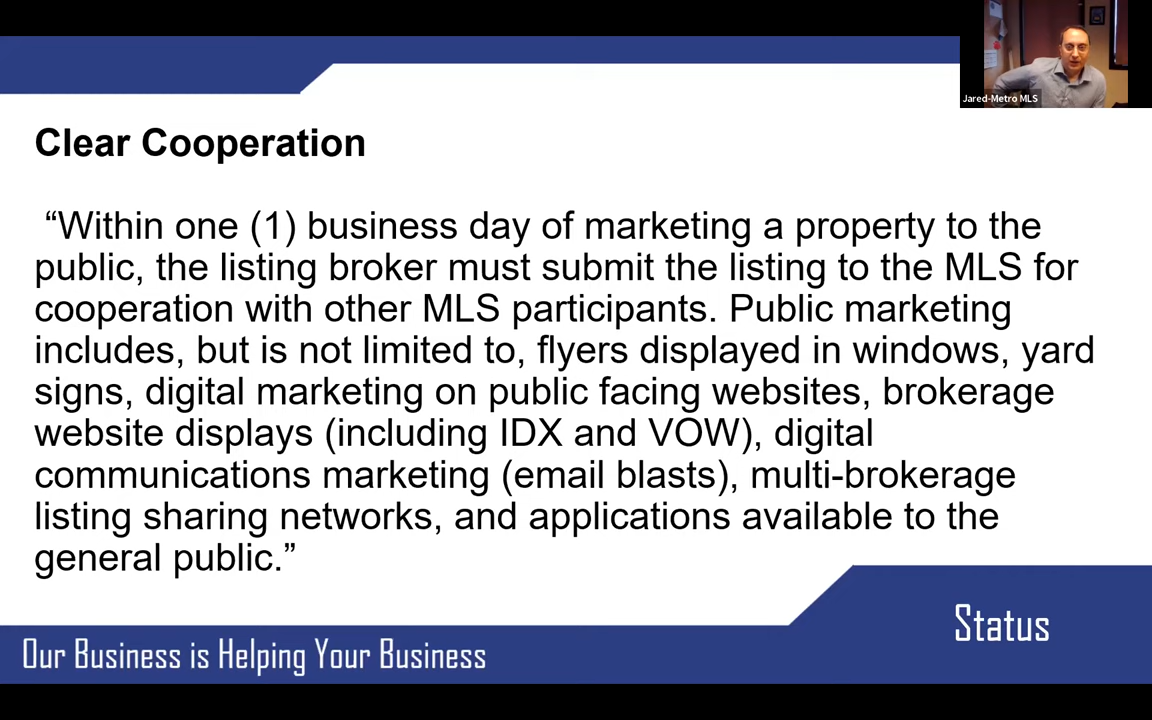 Jared-Metro MLS
Clear Cooperation
“Within one (1) business day of marketing a property to the
public, the listing broker must submit the listing to the MLS for
cooperation with other MLS participants. Public marketing
includes, but is not limited to, flyers displayed in windows, yard
signs, digital marketing on public facing websites, brokerage
website displays (including IDX and VOW), digital
communications marketing (email blasts), multi-brokerage
listing sharing networks, and applications available to the
general public.”
Status
Our Business is Helping Your Business